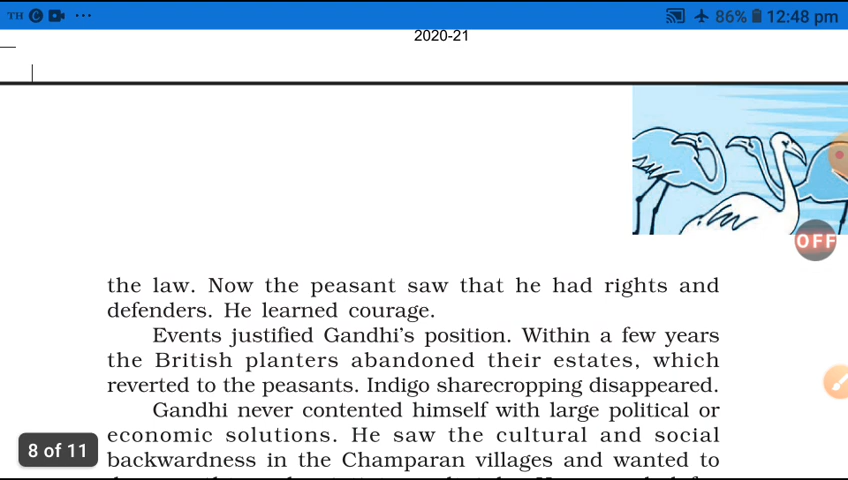 TH C ...
86% 12:48 pm
2020-21
OFF
the law. Now the peasant saw that he had rights and
defenders. He learned courage.
Events justified Gandhi's position. Within a few years
the British planters abandoned their estates, which
reverted to the peasants. Indigo sharecropping disappeared.
Gandhi never contented himself with large political or
economic solutions. He saw the cultural and social
backwardness in the Champaran villages and wanted to
8 of 11